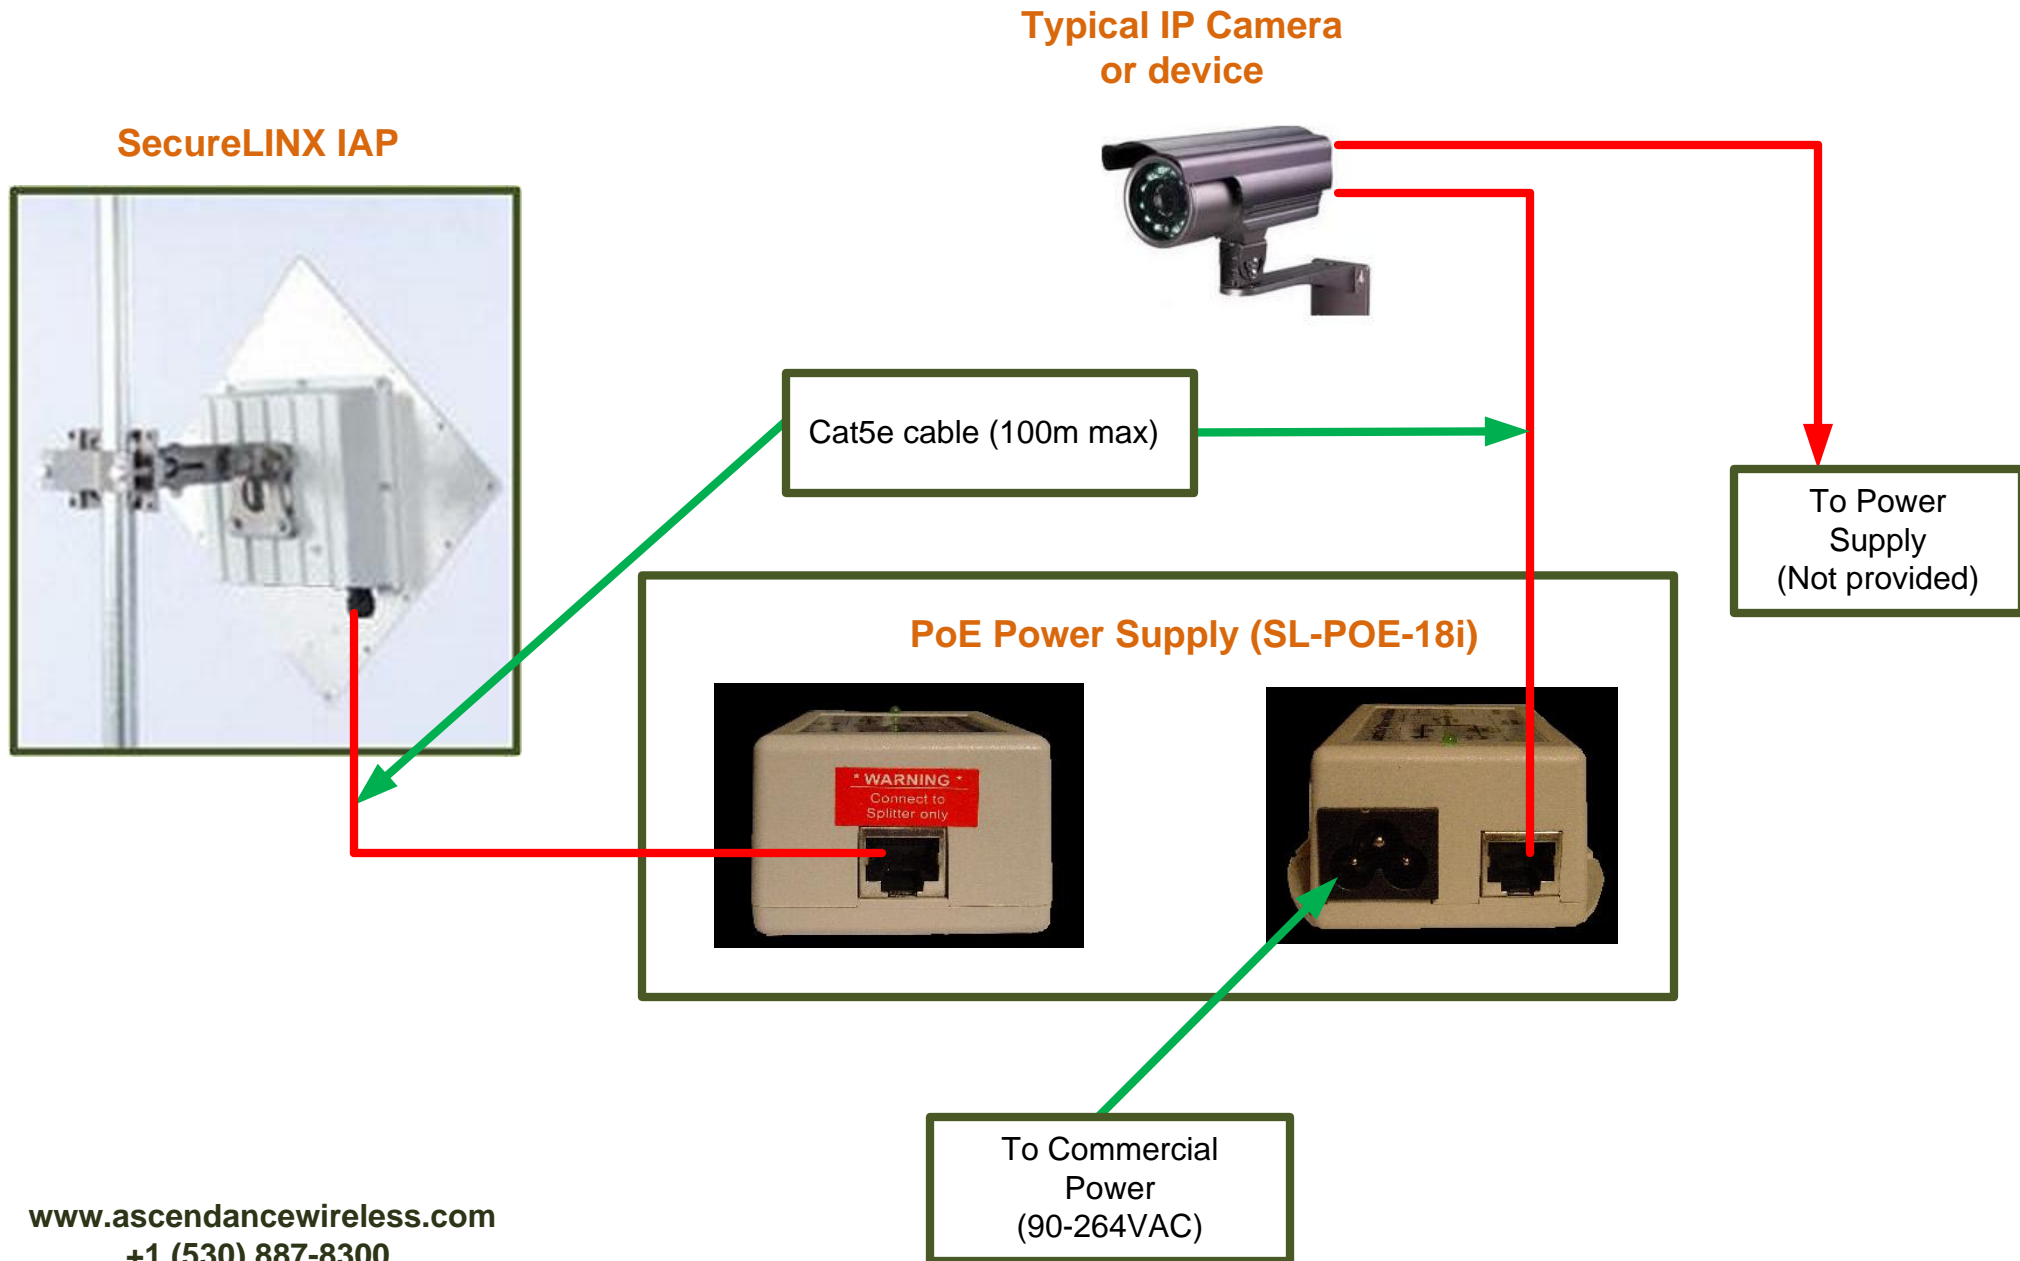 Typical IP Camera
or device
SecureLINX IAP
Cat5e cable (100m max)
To Power
Supply
(Not provided)
PoE Power Supply (SL-POE-18i)
* WARNING *
Connect to
Splitter only
To Commercial
Power
(90-264VAC)
www.ascendancewireless.com
+1 (530) 887-8300